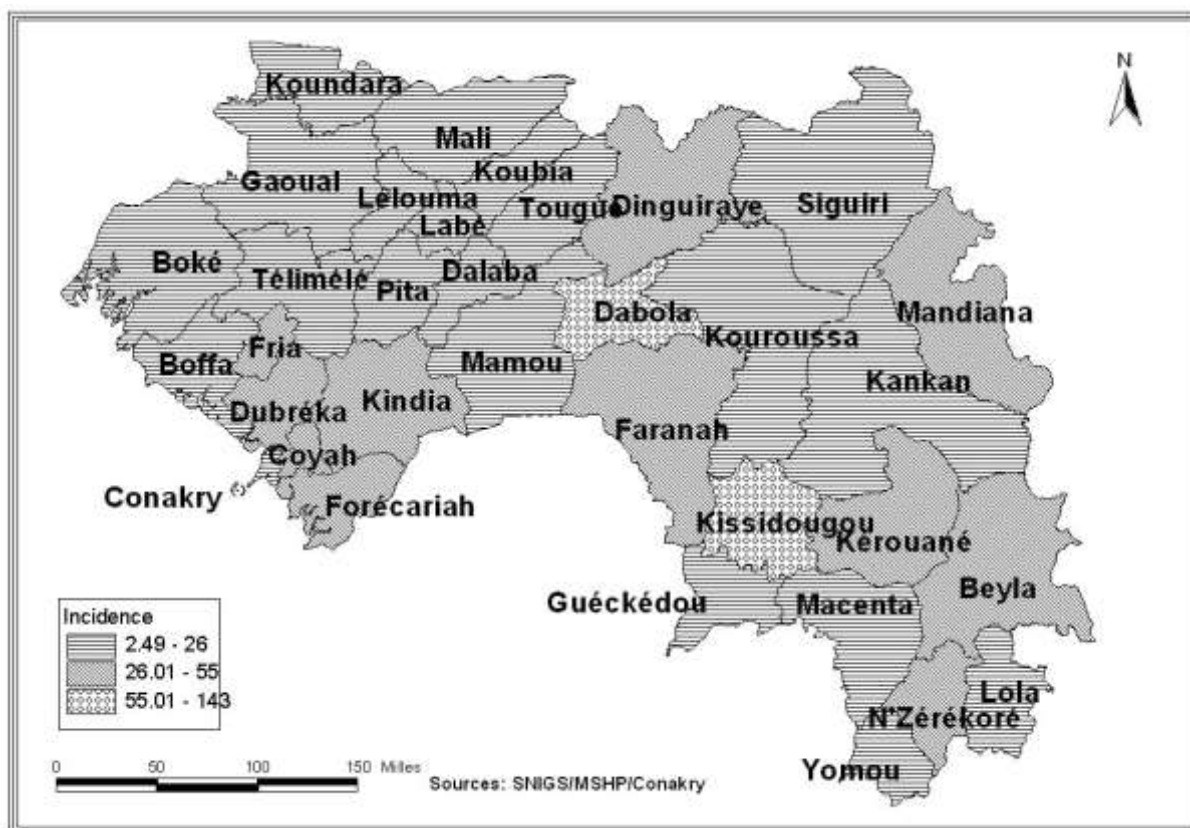 N
Koundara
Mali
Koubia
Gaoual
Lélouma
Tougué
Dinguiraye
Siguiri
Labé
Boké
Télimélé
Dalaba
Pita
Dabola
Mandiana
Kouroussa
Fria
Boffa
Mamou
Kankan
Kindia
Dubréka
Faranah
Coyah
Conakry
Forécariah
Kissidougou
Kérouané
Beyla
Guéckédou
Macenta
Incidence
2.49 - 26
26.01 - 55
55.01 - 143
Lola
N'Zérékoré
Yomou
0 50 100 150 Milles
Sources: SNIGS/MSHP/Conakry